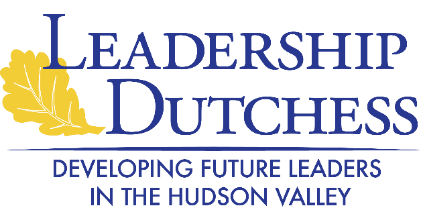 LEADERSHIP
DUTCHESS
DEVELOPING FUTURE LEADERS
IN THE HUDSON VALLEY